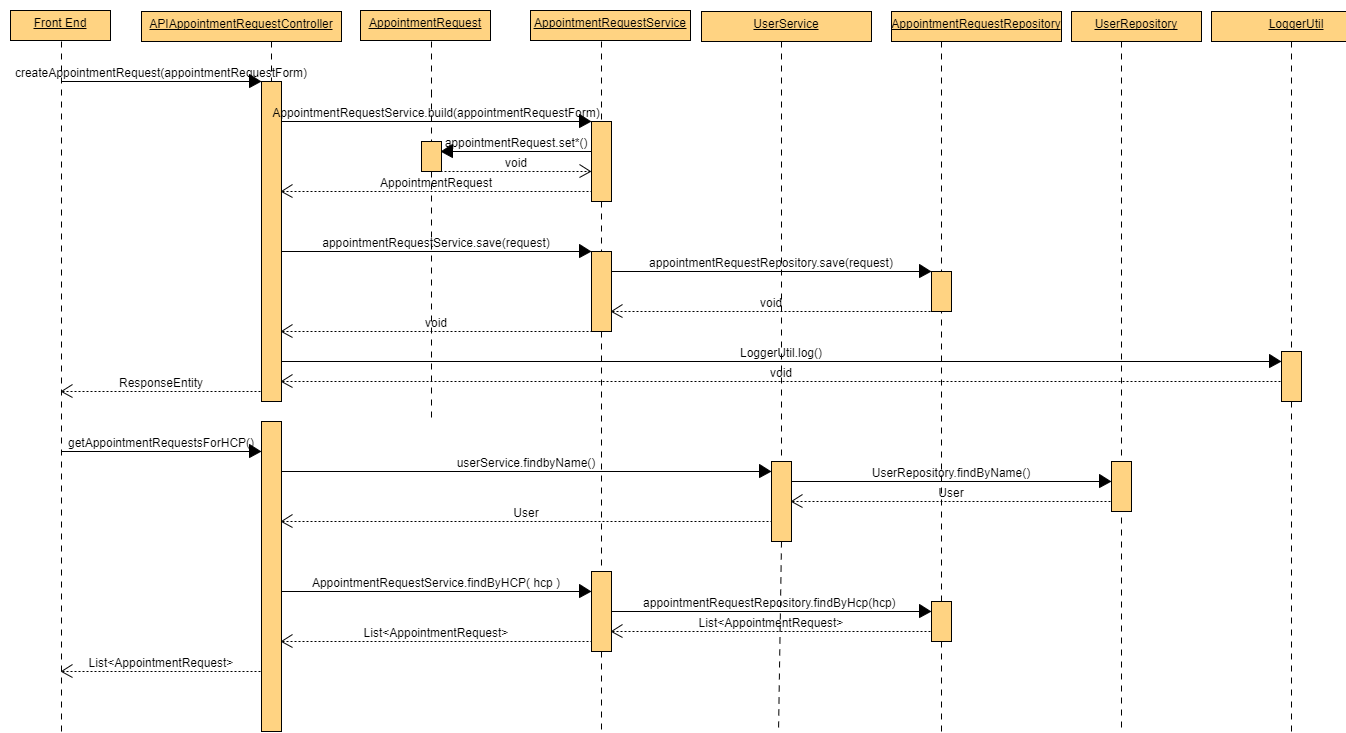 Front End
APIAppointmentRequestController
AppointmentRequest
AppointmentRequestService
UserService
AppointmentRequestRepository
UserRepository
LoggerUtil
createAppointmentRequest(appointmentRequestForm)
AppointmentRequestService.build(appointmentRequestForm)
appointmentRequest.set*()
void
AppointmentRequest
appointmentRequestService.save(request)
appointmentRequestRepository.save(request)
void
void
LoggerUtil.log()
void
ResponseEntity
getAppointmentRequestsForHCP()
userService.findbyName()
UserRepository.findByName()
User
User
AppointmentRequestService.findByHCP( hcp )
appointmentRequestRepository.findByHcp(hcp)
List<AppointmentRequest>
List<AppointmentRequest>
List<AppointmentRequest>